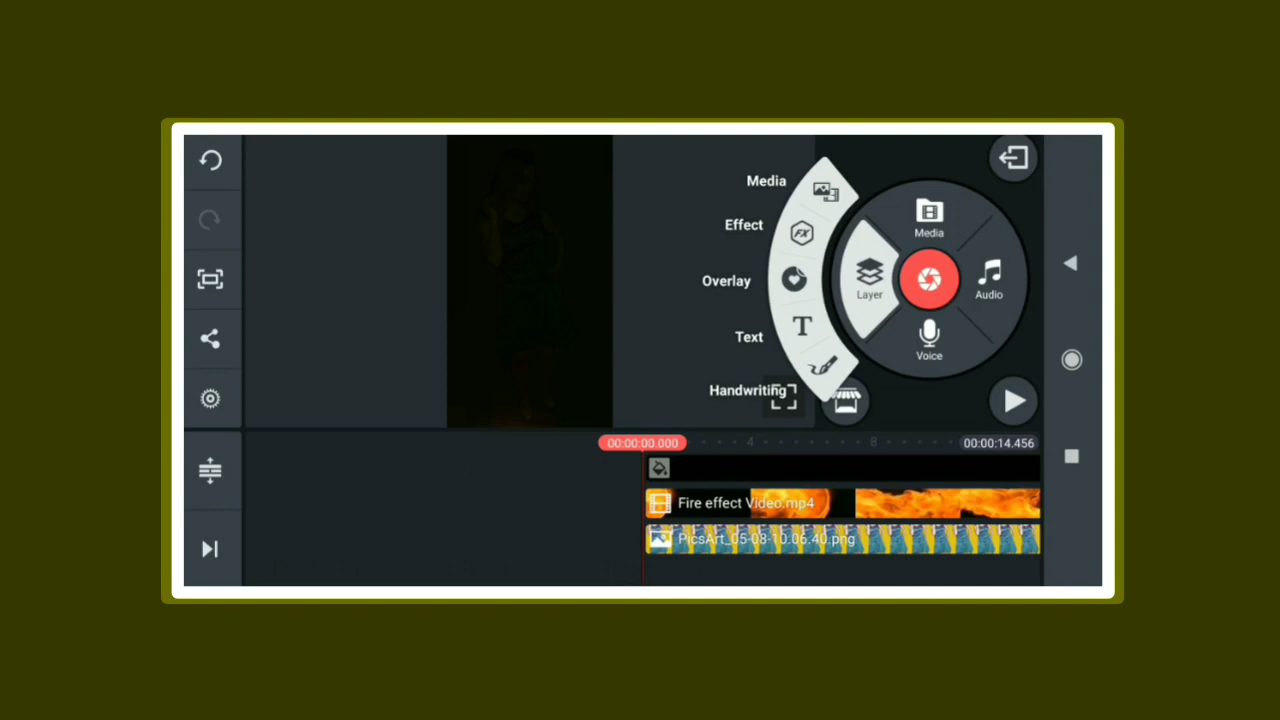 Media
Effect
Overlay
Text
Handwriting
Media
Layer
Audio
Voice
00:00:00.000
4
8
00:00:14.456
Fire effect Video.mp4
PicsArt_05-08-10.06.40.png